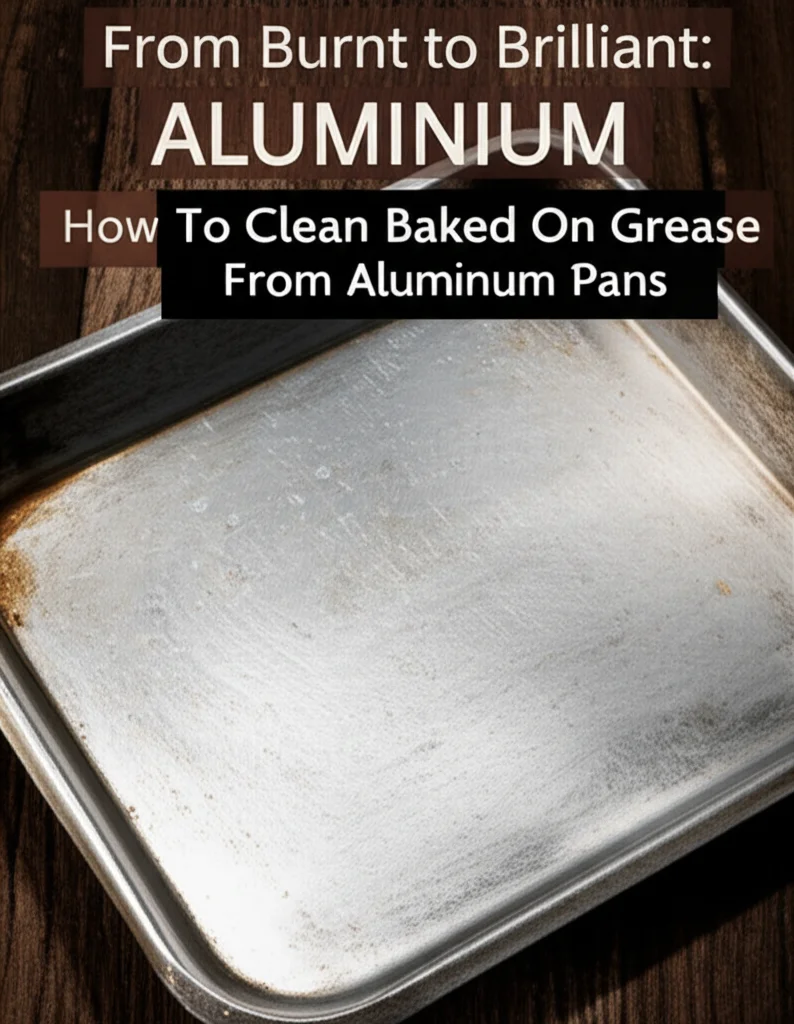 From Burnt to Brilliant:
ALUMINIUM
How To Clean Baked On Grease
From Aluminum Pans